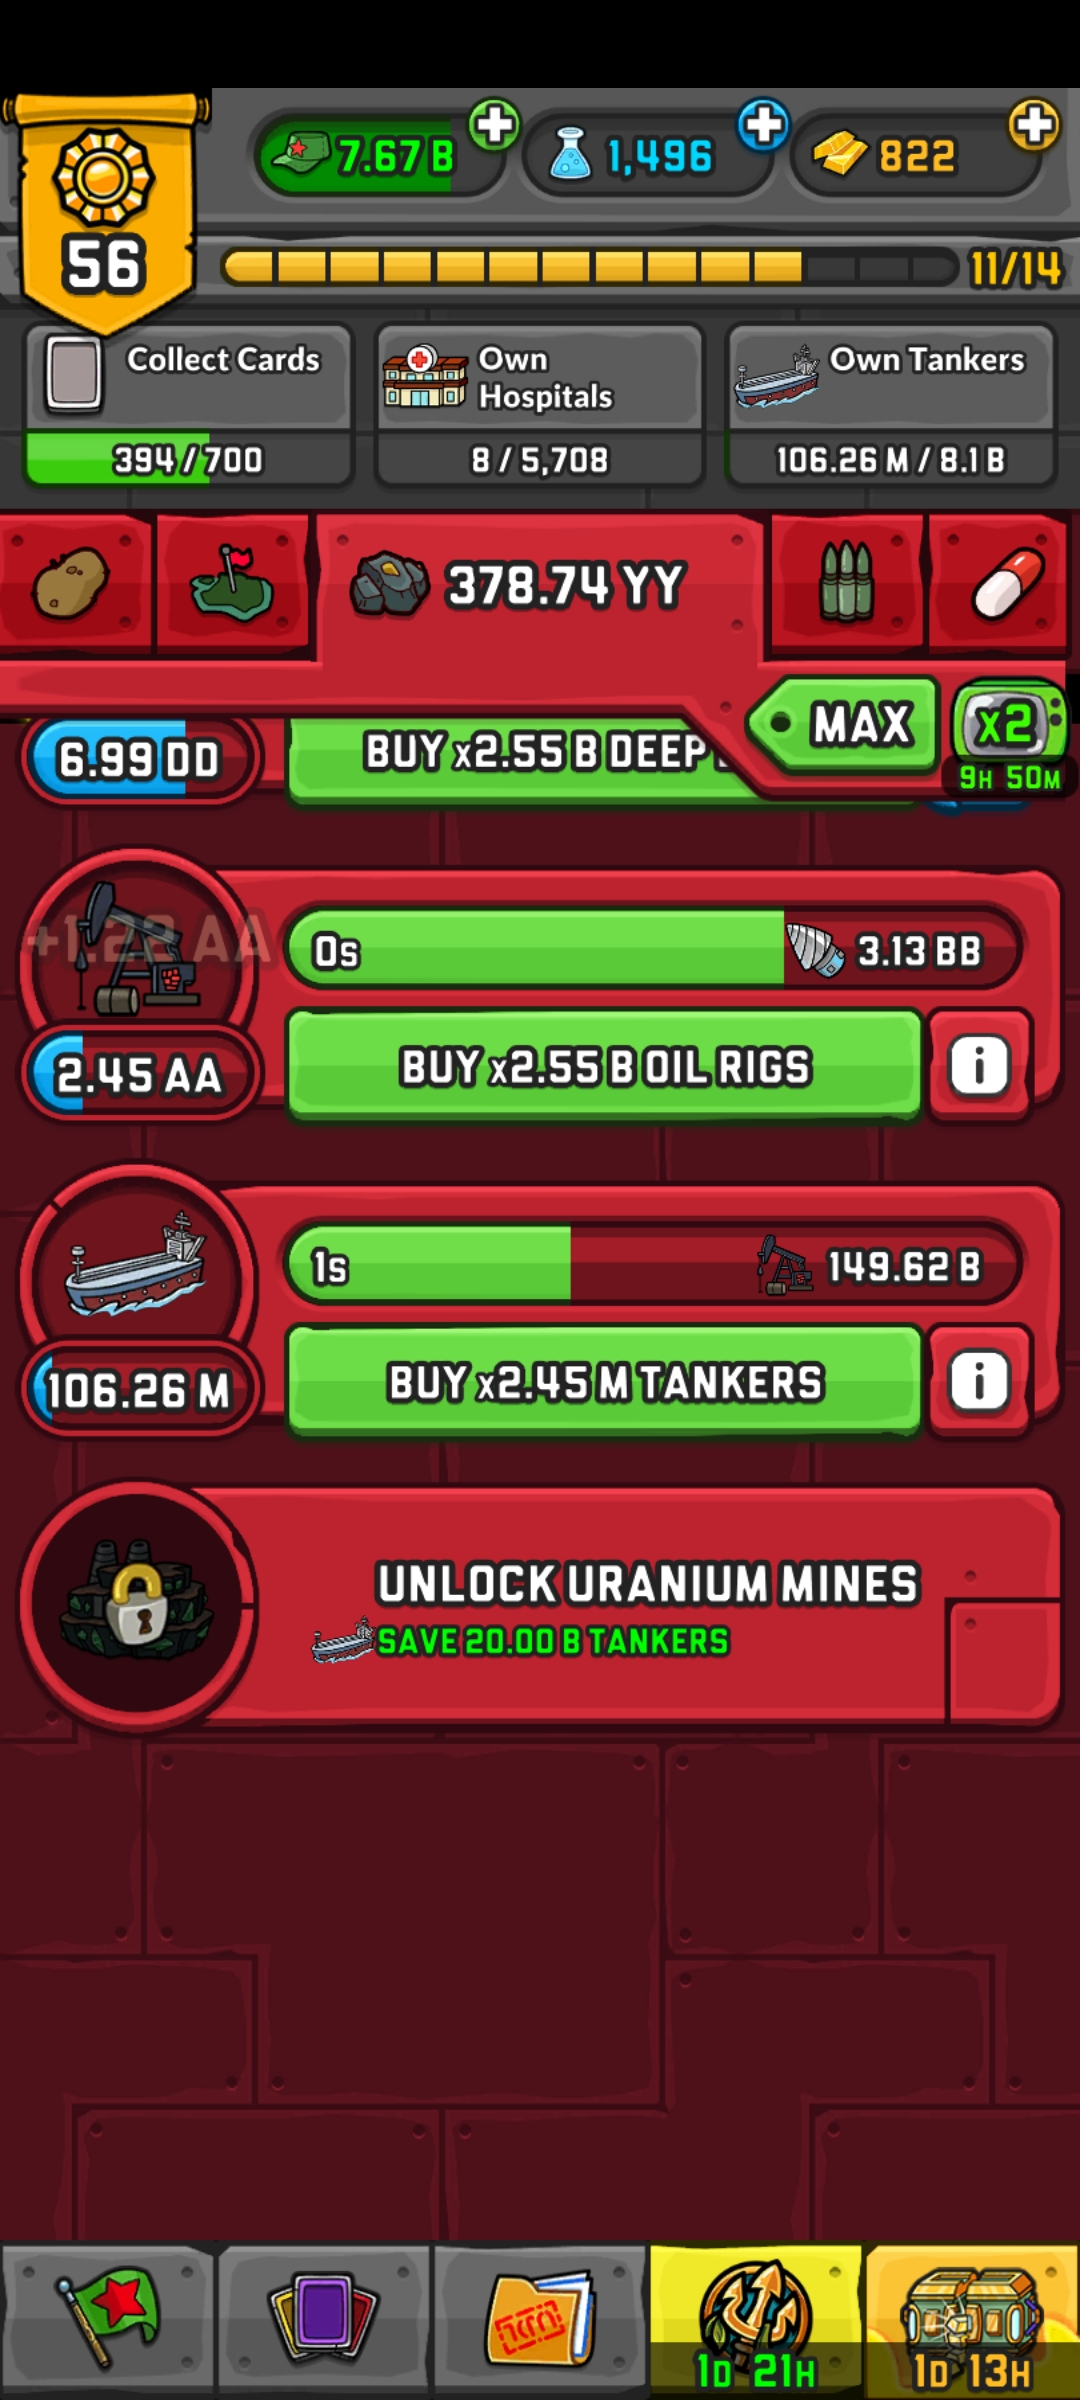 7.67 B
1,496
822
56
11/14
Collect Cards
Own
Hospitals
Own Tankers
394/700
8/5,708
106.26 M/8.1 B
378.74 YY
MAX
x2
9H 50M
6.99 DD
BUY x2.55 B DEEP
+1.22 AA
0s
3.13 BB
2.45 AA
BUY x2.55 B OIL RIGS
i
1s
149.62 B
106.26 M
BUY x2.45 M TANKERS
i
UNLOCK URANIUM MINES
SAVE 20.00 B TANKERS
1D 21H
1D 13H